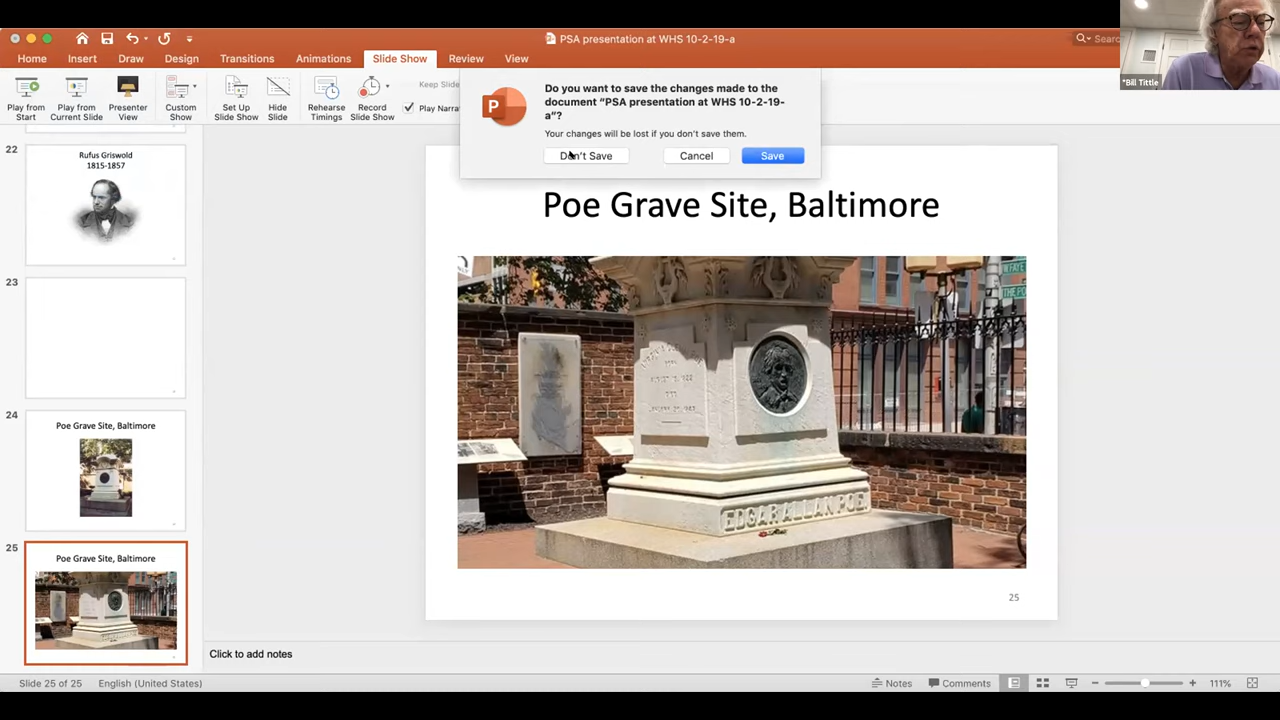 PSA presentation at WHS 10-2-19-a
Home
Insert
Draw
Design
Transitions
Animations
Slide Show
Review
View
Play from
Start
Play from
Current Slide
Presenter
View
Custom
Show
Set Up
Slide Show
Hide
Slide
Rehearse
Timings
Record
Slide Show
Keep Slide
Do you want to save the changes made to the
document “PSA presentation at WHS 10-2-19-
a”?
Your changes will be lost if you don’t save them.
Don't Save
Cancel
Save
*Bill Tittle
22
Rufus Griswold
1815-1857
23
24
Poe Grave Site, Baltimore
25
Poe Grave Site, Baltimore
Poe Grave Site, Baltimore
EDGAR ALLAN POE
25
Click to add notes
Slide 25 of 25
English (United States)
Notes
Comments
111%